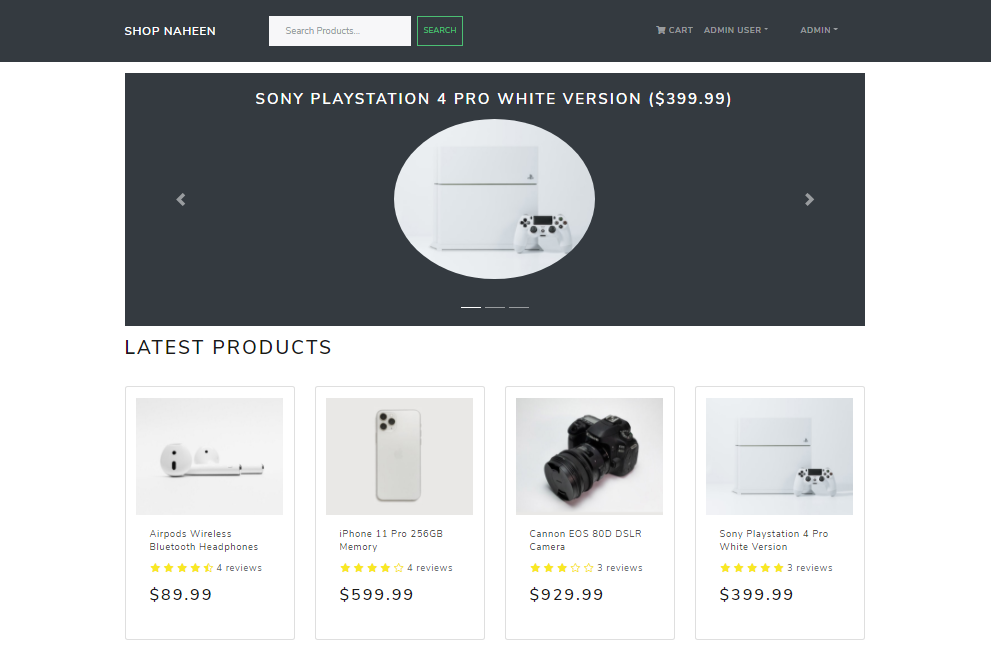 SHOP NAHEEN
Search Products...
SEARCH
CART
ADMIN USER
ADMIN
SONY PLAYSTATION 4 PRO WHITE VERSION ($399.99)
LATEST PRODUCTS
Airpods Wireless
Bluetooth Headphones
4 reviews
$89.99
iPhone 11 Pro 256GB
Memory
4 reviews
$599.99
Cannon EOS 80D DSLR
Camera
3 reviews
$929.99
Sony Playstation 4 Pro
White Version
3 reviews
$399.99